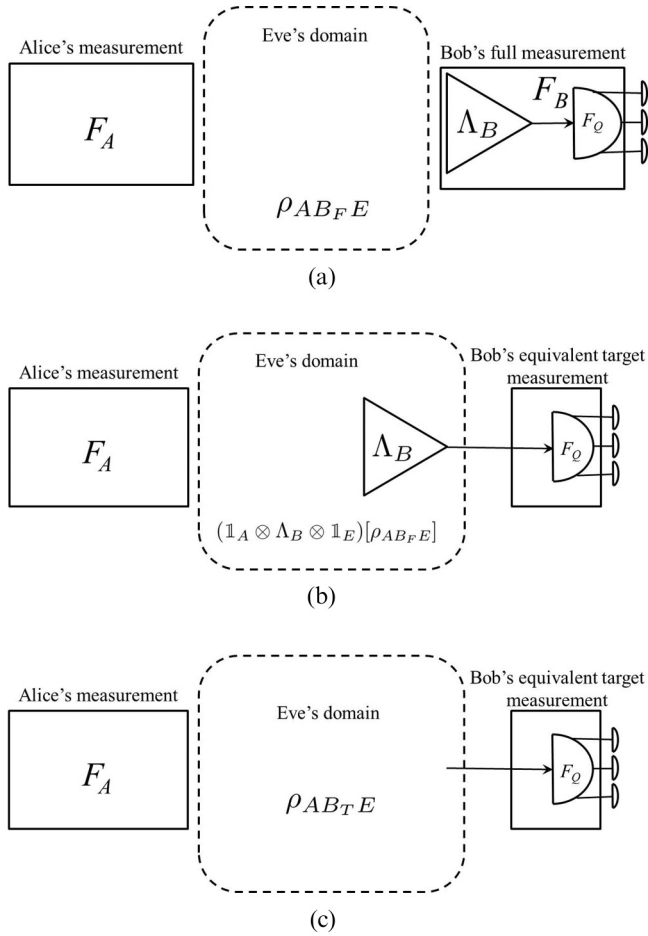 Alice's measurement
Eve's domain
Bob's full measurement
F_A
Λ_B
F_B
F_Q
ρ_{AB_F E}
(a)
Alice's measurement
Eve's domain
Bob's equivalent target
measurement
F_A
Λ_B
F_Q
(𝟙_A ⊗ Λ_B ⊗ 𝟙_E)[ρ_{AB_F E}]
(b)
Alice's measurement
Eve's domain
Bob's equivalent target
measurement
F_A
ρ_{AB_T E}
F_Q
(c)